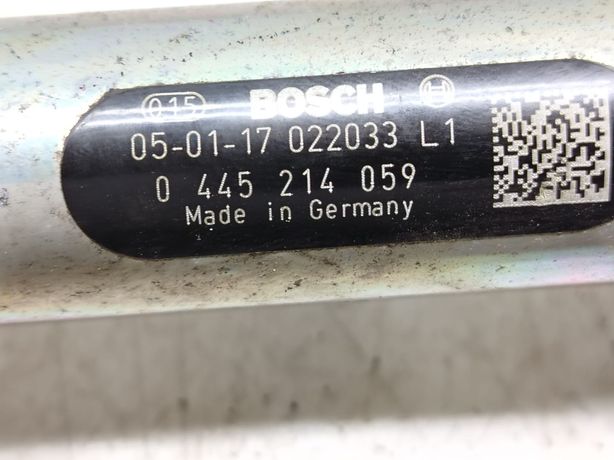 015 BOSCH
05-01-17 022033 L1
0 445 214 059
Made in Germany